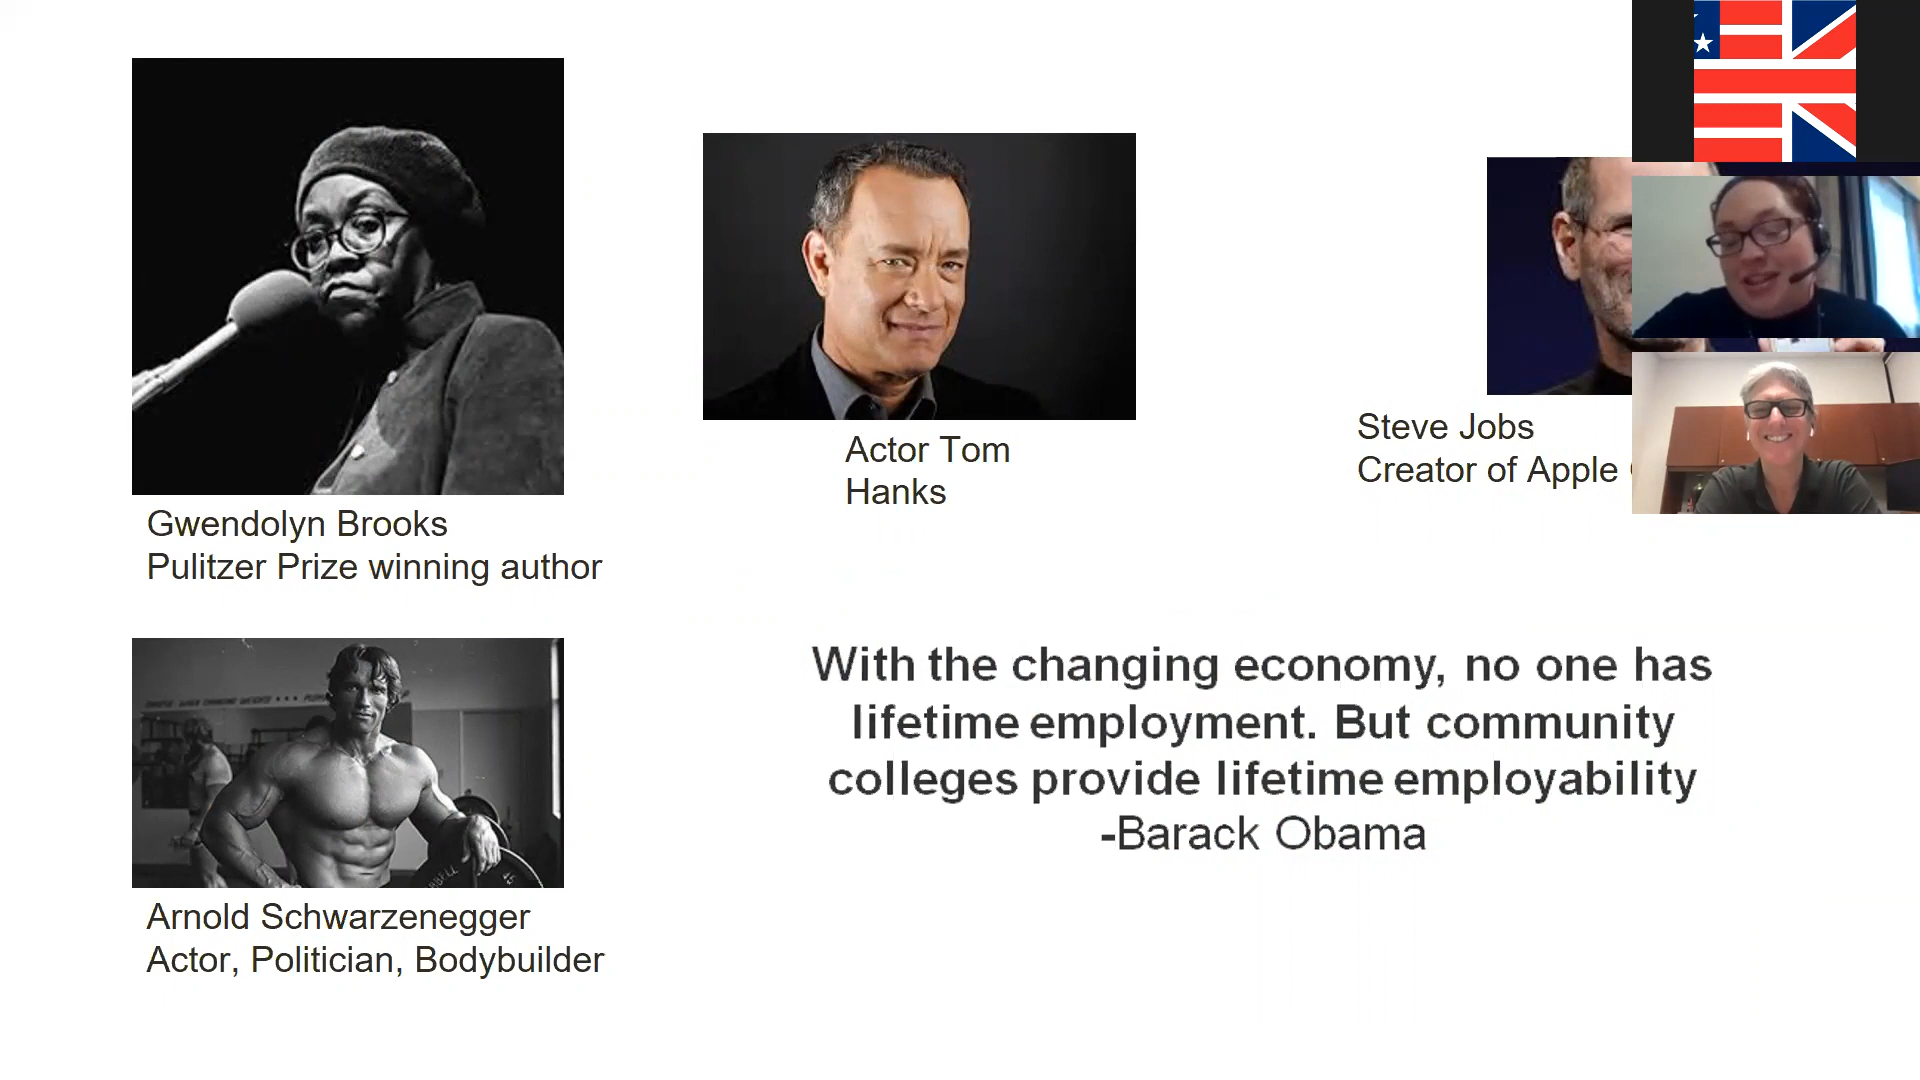 Gwendolyn Brooks
Pulitzer Prize winning author
Actor Tom
Hanks
Steve Jobs
Creator of Apple
Arnold Schwarzenegger
Actor, Politician, Bodybuilder
With the changing economy, no one has
lifetime employment. But community
colleges provide lifetime employability
-Barack Obama